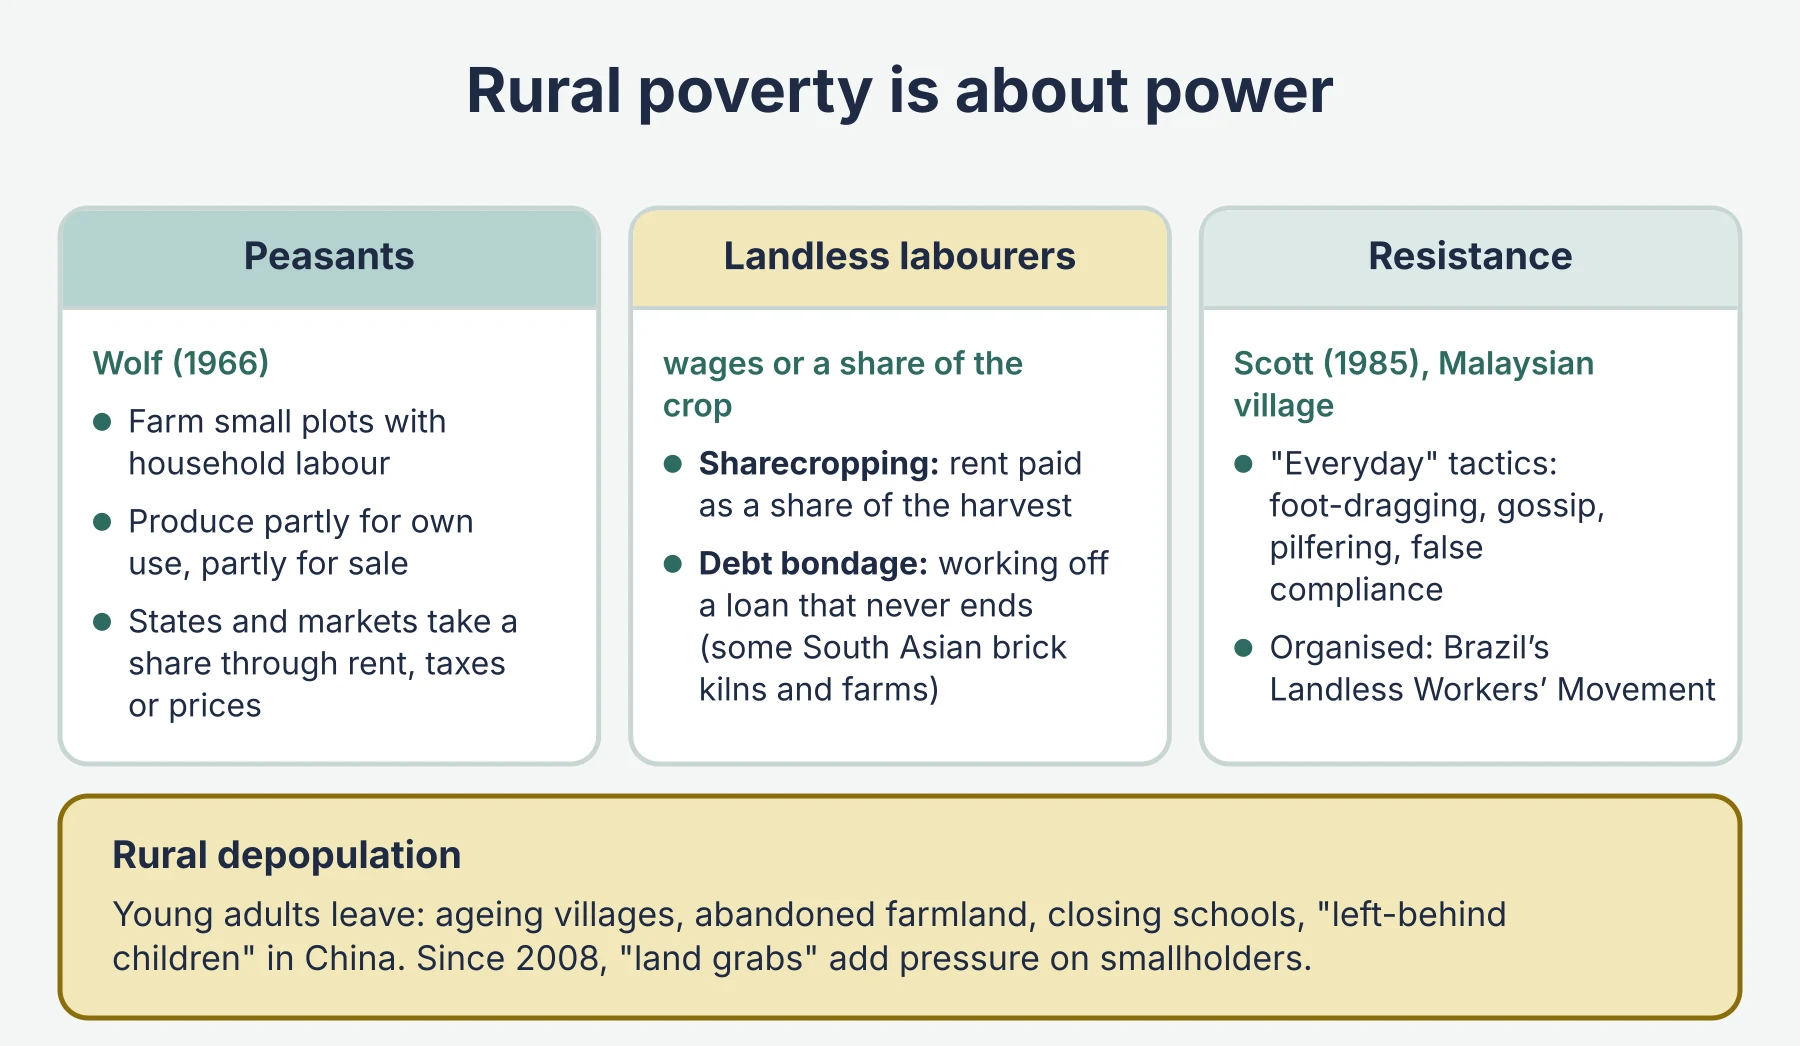 Rural poverty is about power
Peasants
Wolf (1966)
Farm small plots with
household labour
Produce partly for own
use, partly for sale
States and markets take a
share through rent, taxes
or prices
Landless labourers
wages or a share of the
crop
Sharecropping: rent paid
as a share of the harvest
Debt bondage: working off
a loan that never ends
(some South Asian brick
kilns and farms)
Resistance
Scott (1985), Malaysian
village
"Everyday" tactics:
foot-dragging, gossip,
pilfering, false
compliance
Organised: Brazil’s
Landless Workers’ Movement
Rural depopulation
Young adults leave: ageing villages, abandoned farmland, closing schools, "left-behind
children" in China. Since 2008, "land grabs" add pressure on smallholders.